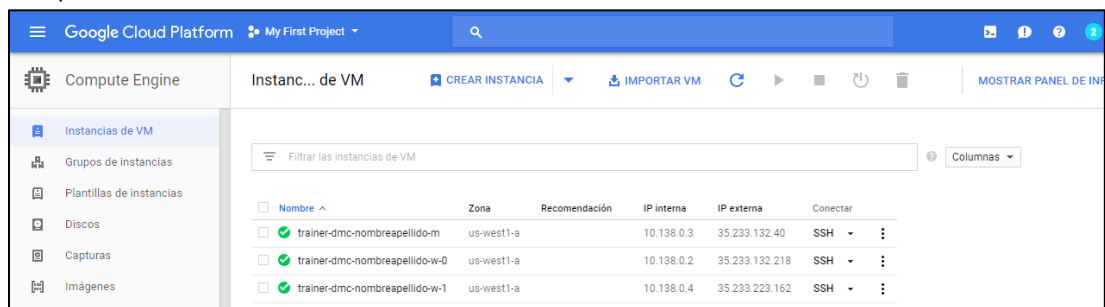 Google Cloud Platform My First Project 2
Compute Engine Instanc... de VM CREAR INSTANCIA IMPORTAR VM MOSTRAR PANEL DE
Instancias de VM
Filtrar las instancias de VM Columnas
Grupos de instancias
Plantillas de instancias
Nombre Zona Recomendación IP interna IP externa Conectar
Discos
trainer-dmc-nombreapellido-m us-west1-a 10.138.0.3 35.233.132.40 SSH
Capturas
trainer-dmc-nombreapellido-w-0 us-west1-a 10.138.0.2 35.233.132.218 SSH
Imágenes
trainer-dmc-nombreapellido-w-1 us-west1-a 10.138.0.4 35.233.223.162 SSH